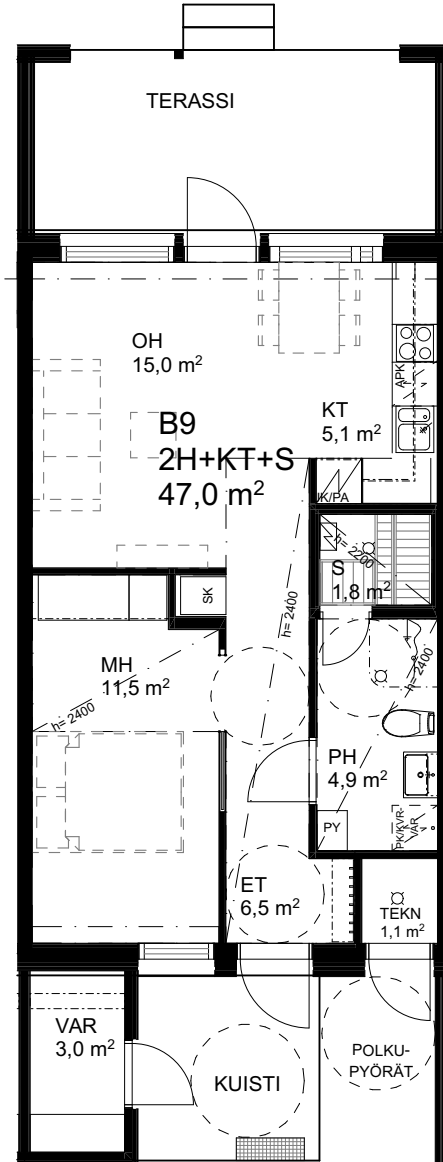 TERASSI
OH
15,0 m²
B9
2H+KT+S
47,0 m²
KT
5,1 m²
APK
JK/PA
h= 2200
S
1,8 m²
SK
h= 2400
MH
11,5 m²
h= 2400
h= 2400
PH
4,9 m²
PY
PK/KVR-
VAR
ET
6,5 m²
TEKN
1,1 m²
VAR
3,0 m²
KUISTI
POLKU-
PYÖRÄT